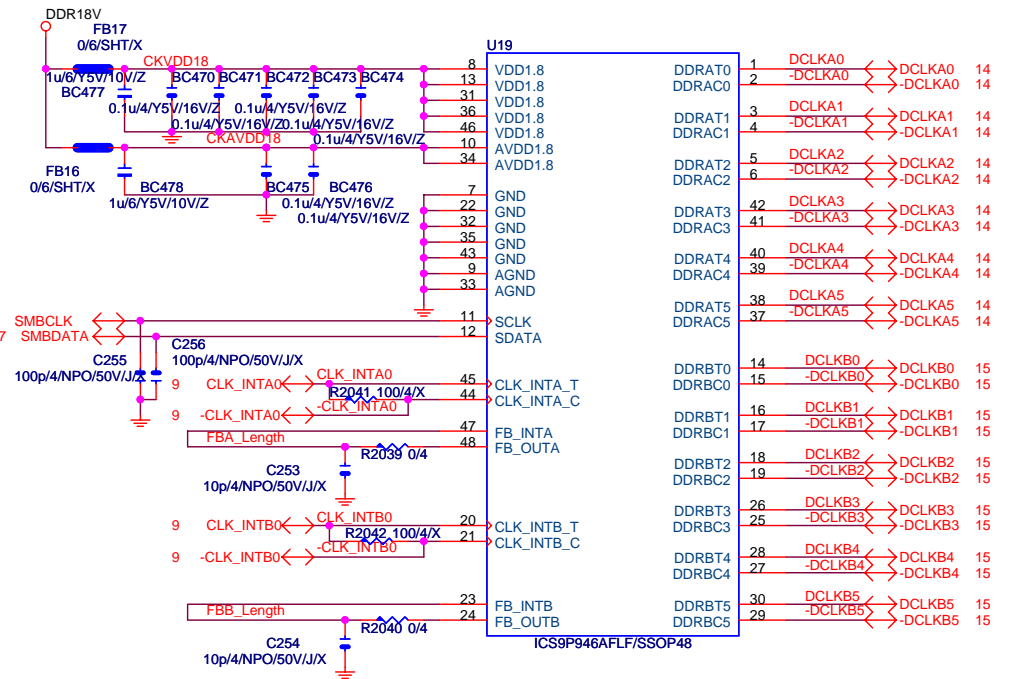 DDR18V
FB17
0/6/SHT/X
CKVDD18
1u/6/Y5V/10V/Z
BC477
BC470 BC471 BC472 BC473 BC474
0.1u/4/Y5V/16V/Z 0.1u/4/Y5V/16V/Z
0.1u/4/Y5V/16V/Z 0.1u/4/Y5V/16V/Z
0.1u/4/Y5V/16V/Z
CKAVDD18
FB16
0/6/SHT/X
BC478
1u/6/Y5V/10V/Z
BC475 BC476
0.1u/4/Y5V/16V/Z
0.1u/4/Y5V/16V/Z
SMBCLK
7 SMBDATA
C255
100p/4/NPO/50V/J/X
C256
100p/4/NPO/50V/J/X
9 CLK_INTA0 CLK_INTA0
R2041 100/4/X
9 -CLK_INTA0 -CLK_INTA0
FBA_Length
R2039 0/4
C253
10p/4/NPO/50V/J/X
9 CLK_INTB0 CLK_INTB0
R2042 100/4/X
9 -CLK_INTB0 -CLK_INTB0
FBB_Length
R2040 0/4
C254
10p/4/NPO/50V/J/X
U19
8 VDD1.8
13 VDD1.8
31 VDD1.8
36 VDD1.8
46 VDD1.8
10 AVDD1.8
34 AVDD1.8
7 GND
22 GND
32 GND
35 GND
43 GND
9 AGND
33 AGND
11 SCLK
12 SDATA
45 CLK_INTA_T
44 CLK_INTA_C
47 FB_INTA
48 FB_OUTA
20 CLK_INTB_T
21 CLK_INTB_C
23 FB_INTB
24 FB_OUTB
DDRAT0 1 DCLKA0 DCLKA0 14
DDRAC0 2 -DCLKA0 -DCLKA0 14
DDRAT1 3 DCLKA1 DCLKA1 14
DDRAC1 4 -DCLKA1 -DCLKA1 14
DDRAT2 5 DCLKA2 DCLKA2 14
DDRAC2 6 -DCLKA2 -DCLKA2 14
DDRAT3 42 DCLKA3 DCLKA3 14
DDRAC3 41 -DCLKA3 -DCLKA3 14
DDRAT4 40 DCLKA4 DCLKA4 14
DDRAC4 39 -DCLKA4 -DCLKA4 14
DDRAT5 38 DCLKA5 DCLKA5 14
DDRAC5 37 -DCLKA5 -DCLKA5 14
DDRBT0 14 DCLKB0 DCLKB0 15
DDRBC0 15 -DCLKB0 -DCLKB0 15
DDRBT1 16 DCLKB1 DCLKB1 15
DDRBC1 17 -DCLKB1 -DCLKB1 15
DDRBT2 18 DCLKB2 DCLKB2 15
DDRBC2 19 -DCLKB2 -DCLKB2 15
DDRBT3 26 DCLKB3 DCLKB3 15
DDRBC3 25 -DCLKB3 -DCLKB3 15
DDRBT4 28 DCLKB4 DCLKB4 15
DDRBC4 27 -DCLKB4 -DCLKB4 15
DDRBT5 30 DCLKB5 DCLKB5 15
DDRBC5 29 -DCLKB5 -DCLKB5 15
ICS9P946AFLF/SSOP48